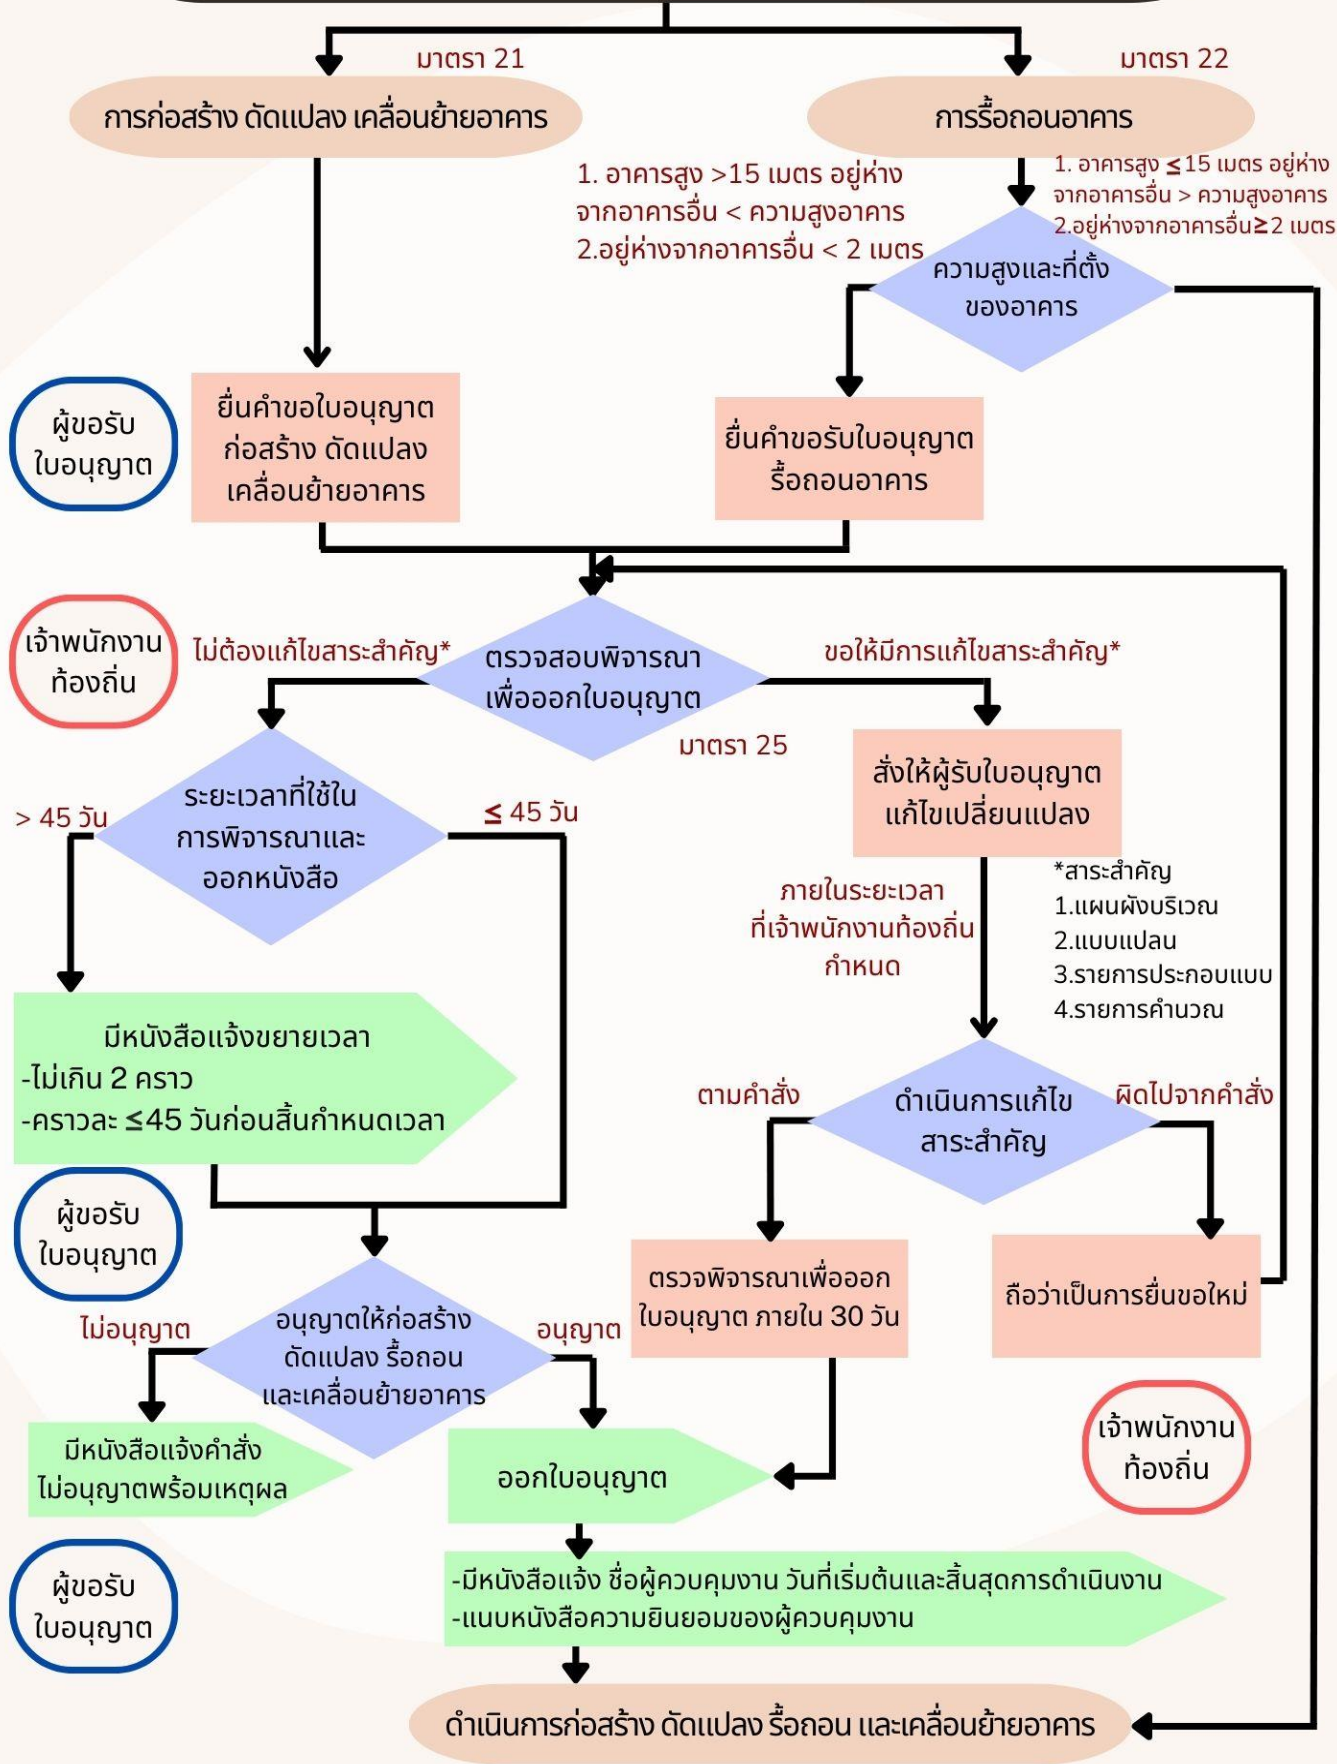 มาตรา 21
มาตรา 22
การก่อสร้าง ดัดแปลง เคลื่อนย้ายอาคาร
การรื้อถอนอาคาร
1. อาคารสูง >15 เมตร อยู่ห่าง
จากอาคารอื่น < ความสูงอาคาร
2.อยู่ห่างจากอาคารอื่น < 2 เมตร
1. อาคารสูง ≤ 15 เมตร อยู่ห่าง
จากอาคารอื่น > ความสูงอาคาร
2.อยู่ห่างจากอาคารอื่น≥2 เมตร
ความสูงและที่ตั้ง
ของอาคาร
ผู้ขอรับ
ใบอนุญาต
ยื่นคำขอใบอนุญาต
ก่อสร้าง ดัดแปลง
เคลื่อนย้ายอาคาร
ยื่นคำขอรับใบอนุญาต
รื้อถอนอาคาร
เจ้าพนักงาน
ท้องถิ่น
ไม่ต้องแก้ไขสาระสำคัญ*
ตรวจสอบพิจารณา
เพื่อออกใบอนุญาต
ขอให้มีการแก้ไขสาระสำคัญ*
มาตรา 25
สั่งให้ผู้รับใบอนุญาต
แก้ไขเปลี่ยนแปลง
> 45 วัน
ระยะเวลาที่ใช้ใน
การพิจารณาและ
ออกหนังสือ
≤ 45 วัน
ภายในระยะเวลา
ที่เจ้าพนักงานท้องถิ่น
กำหนด
*สาระสำคัญ
1.แผนผังบริเวณ
2.แบบแปลน
3.รายการประกอบแบบ
4.รายการคำนวณ
มีหนังสือแจ้งขยายเวลา
-ไม่เกิน 2 คราว
-คราวละ ≤45 วันก่อนสิ้นกำหนดเวลา
ตามคำสั่ง
ดำเนินการแก้ไข
สาระสำคัญ
ผิดไปจากคำสั่ง
ผู้ขอรับ
ใบอนุญาต
ตรวจพิจารณาเพื่อออก
ใบอนุญาต ภายใน 30 วัน
ถือว่าเป็นการยื่นขอใหม่
ไม่อนุญาต
อนุญาตให้ก่อสร้าง
ดัดแปลง รื้อถอน
และเคลื่อนย้ายอาคาร
อนุญาต
มีหนังสือแจ้งคำสั่ง
ไม่อนุญาตพร้อมเหตุผล
ออกใบอนุญาต
เจ้าพนักงาน
ท้องถิ่น
ผู้ขอรับ
ใบอนุญาต
-มีหนังสือแจ้ง ชื่อผู้ควบคุมงาน วันที่เริ่มต้นและสิ้นสุดการดำเนินงาน
-แนบหนังสือความยินยอมของผู้ควบคุมงาน
ดำเนินการก่อสร้าง ดัดแปลง รื้อถอน และเคลื่อนย้ายอาคาร